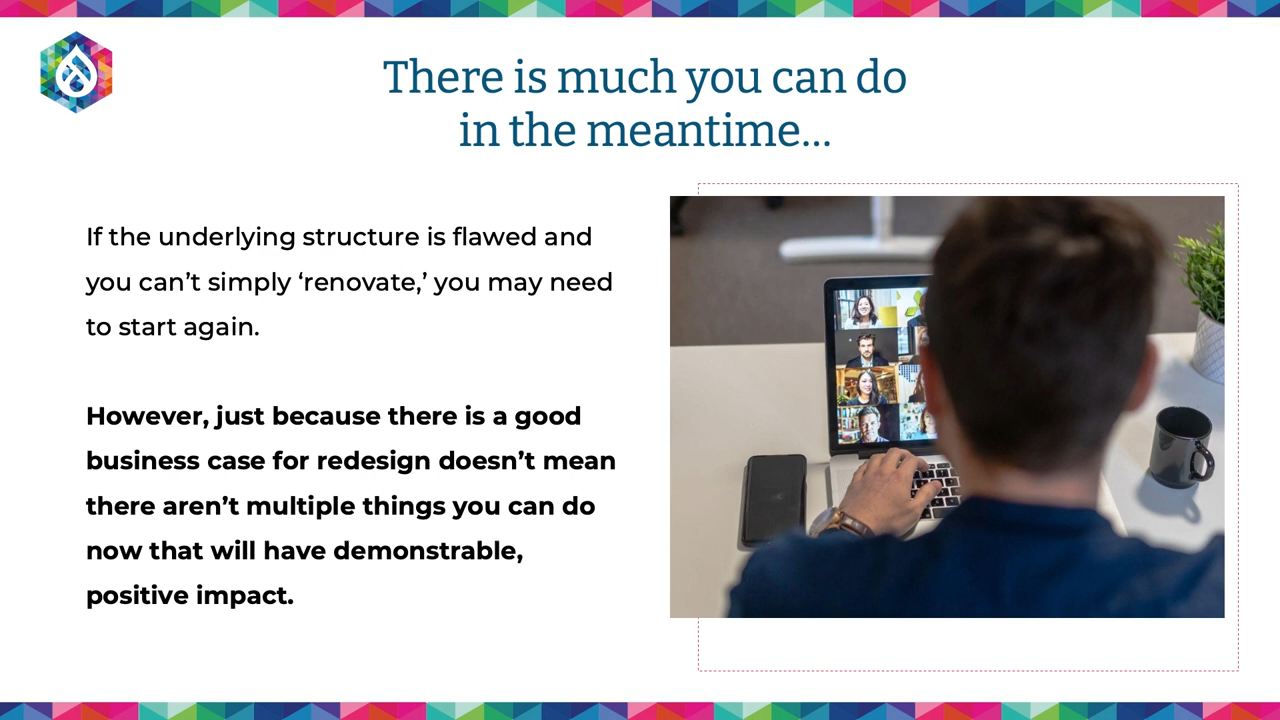 There is much you can do
in the meantime...
If the underlying structure is flawed and
you can’t simply ‘renovate,’ you may need
to start again.
However, just because there is a good
business case for redesign doesn’t mean
there aren’t multiple things you can do
now that will have demonstrable,
positive impact.